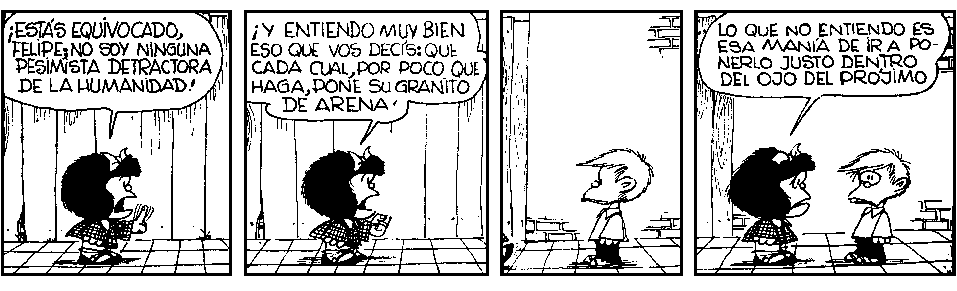 ¡ESTÁS EQUIVOCADO,
FELIPE; NO SOY NINGUNA
PESIMISTA DETRACTORA
DE LA HUMANIDAD!
¡Y ENTIENDO MUY BIEN
ESO QUE VOS DECÍS: QUE
CADA CUAL, POR POCO QUE
HAGA, PONE SU GRANITO
DE ARENA!
LO QUE NO ENTIENDO ES
ESA MANÍA DE IR A PO-
NERLO JUSTO DENTRO
DEL OJO DEL PRÓJIMO